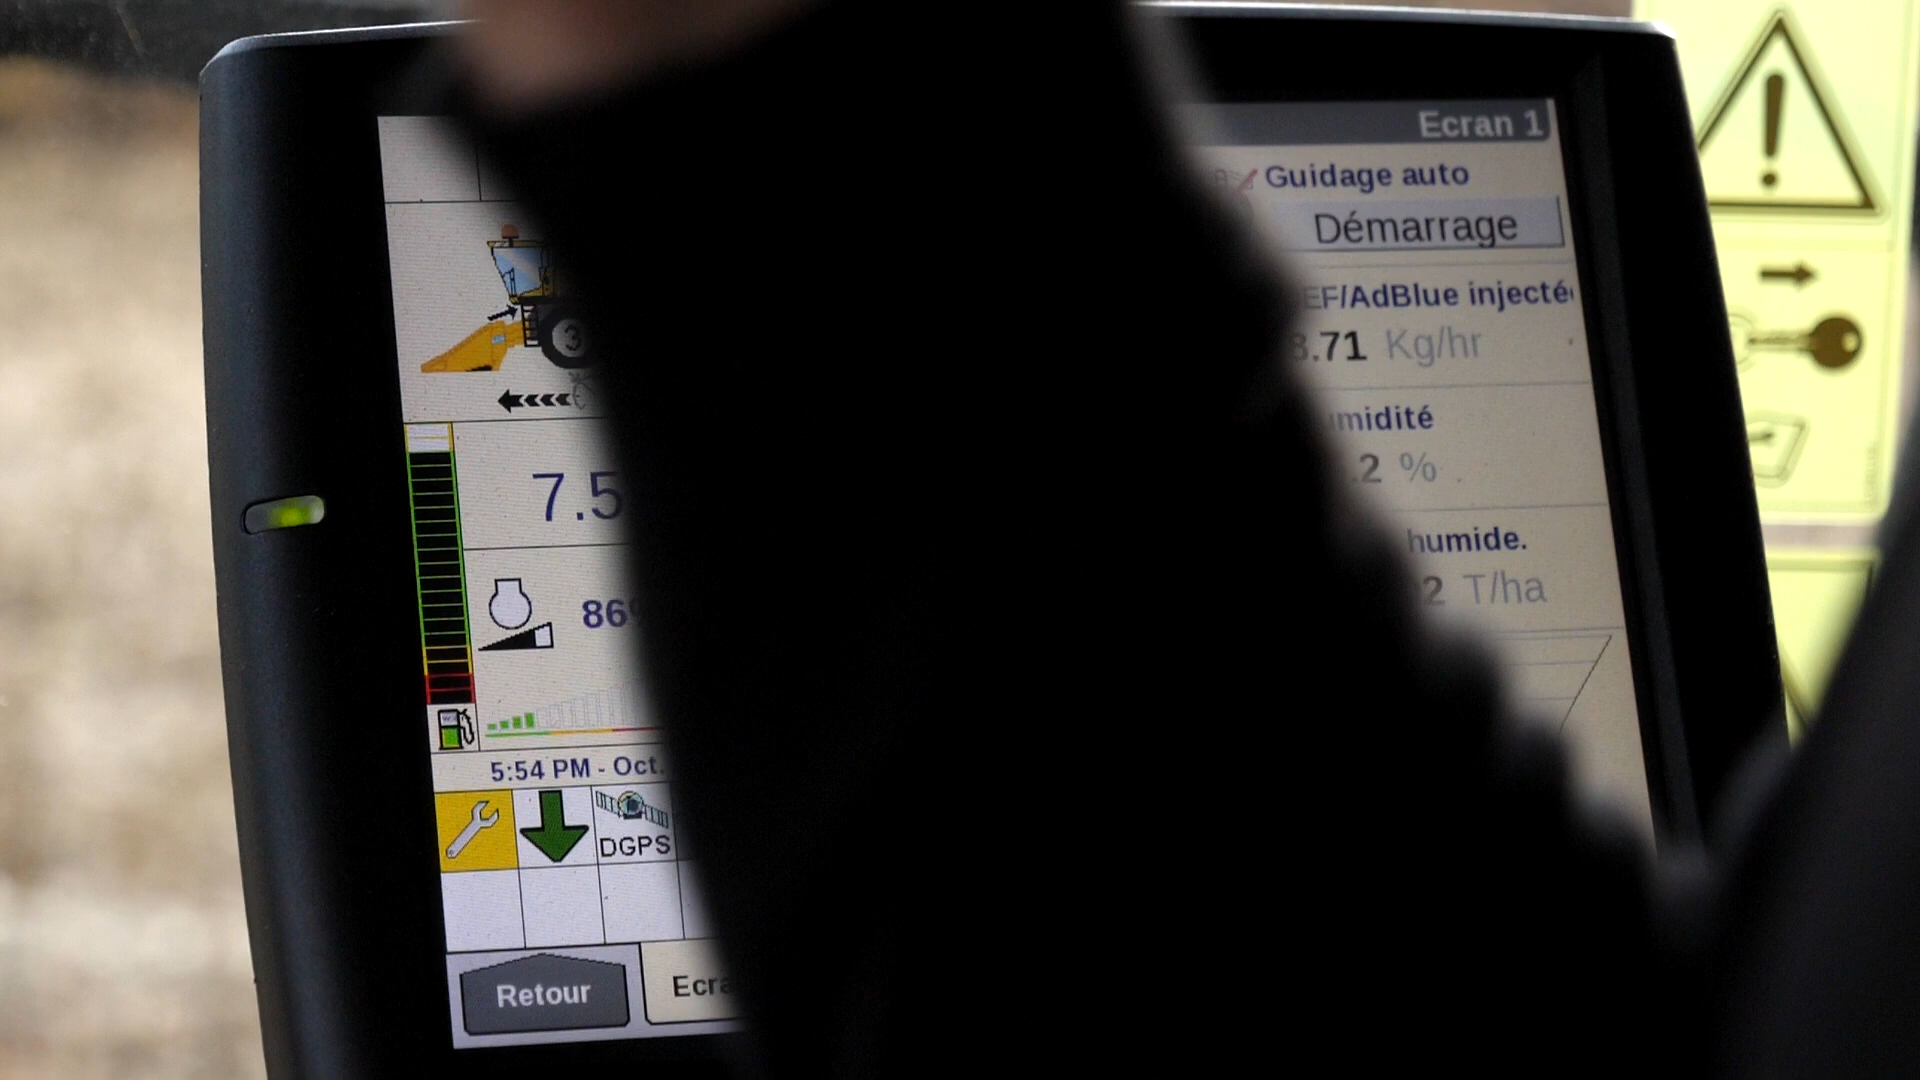 Ecran 1
Guidage auto
Démarrage
EF/AdBlue injecté
3
.71 Kg/hr
midité
.2 %
7.5
humide.
2 T/ha
86
5:54 PM - Oct.
DGPS
Retour
Ecra